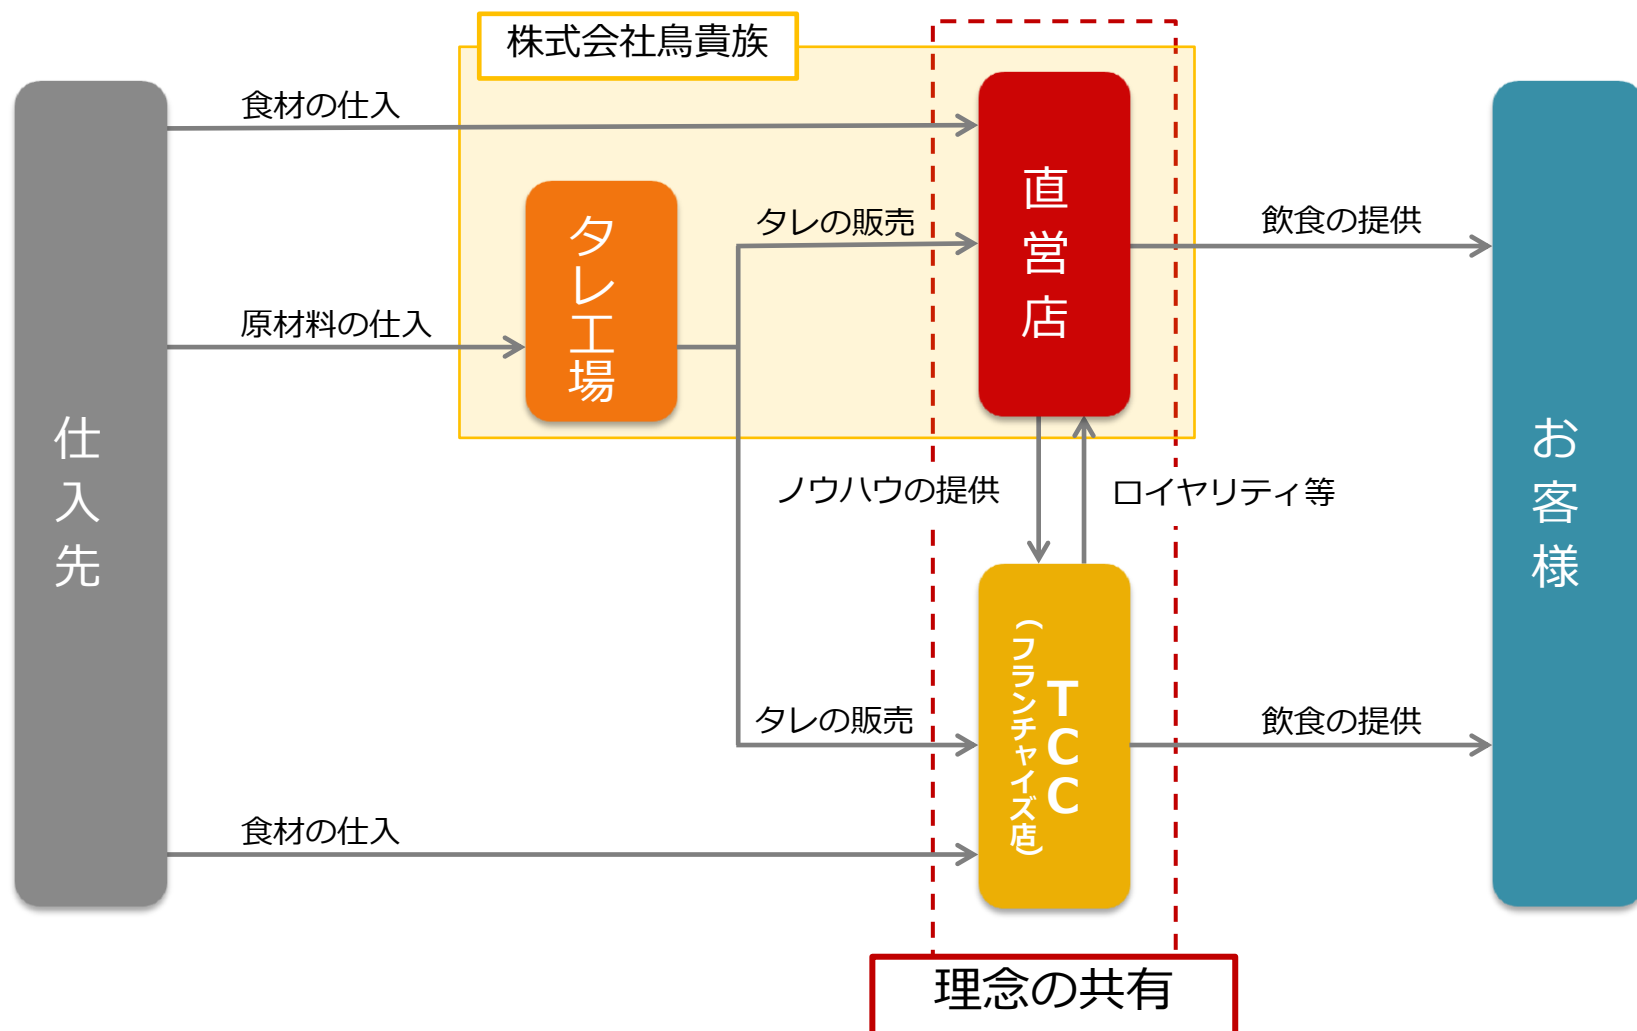 株式会社鳥貴族
食材の仕入
原材料の仕入
食材の仕入
仕入先
タレ工場
タレの販売
タレの販売
直営店
ノウハウの提供
ロイヤリティ等
TCC
(フランチャイズ店)
飲食の提供
飲食の提供
お客様
理念の共有